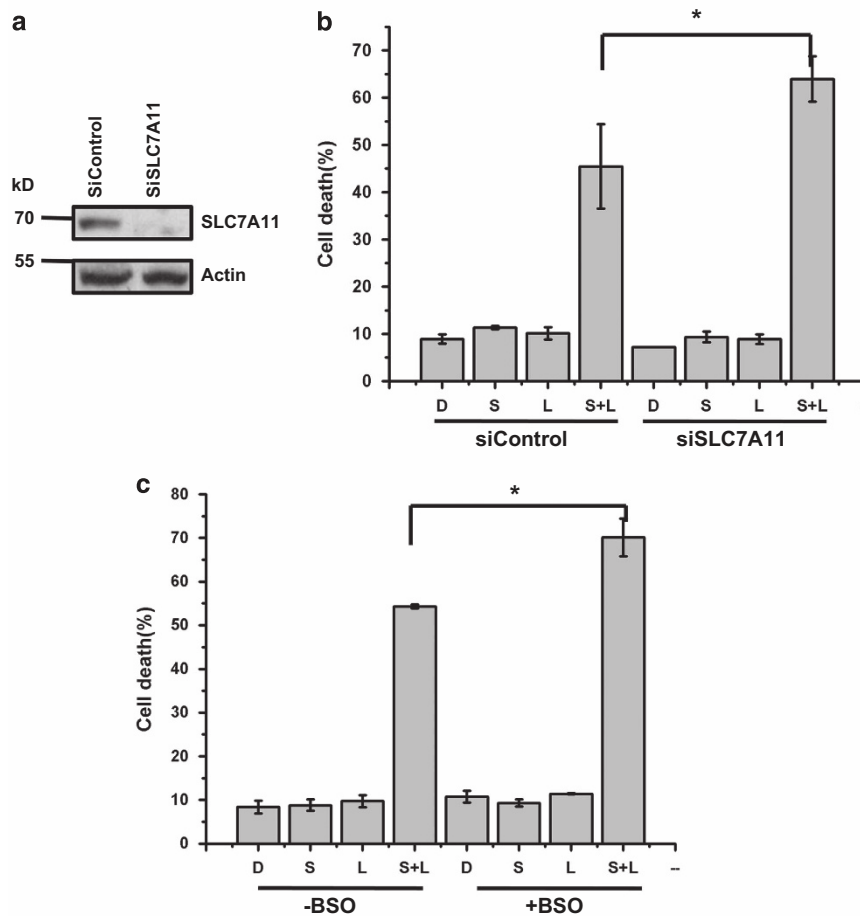 a
SiControl
SiSLC7A11
kD
70
SLC7A11
55
Actin
b
*
Cell death(%)
70
60
50
40
30
20
10
0
D S L S+L D S L S+L
siControl siSLC7A11
c
*
Cell death(%)
80
70
60
50
40
30
20
10
0
D S L S+L D S L S+L --
-BSO +BSO